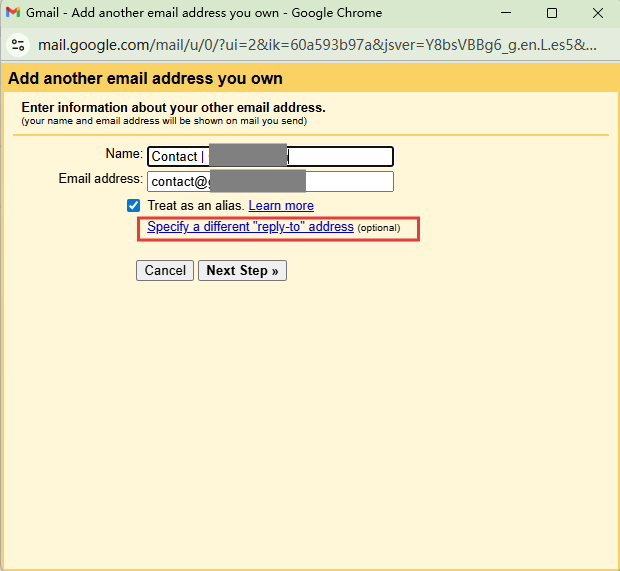 Gmail - Add another email address you own - Google Chrome
mail.google.com/mail/u/0/?ui=2&ik=60a593b97a&jsver=Y8bsVBBg6_g.en.L.es5&...
Add another email address you own
Enter information about your other email address.
(your name and email address will be shown on mail you send)
Name: Contact |
Email address: contact@
Treat as an alias. Learn more
Specify a different "reply-to" address (optional)
Cancel Next Step »